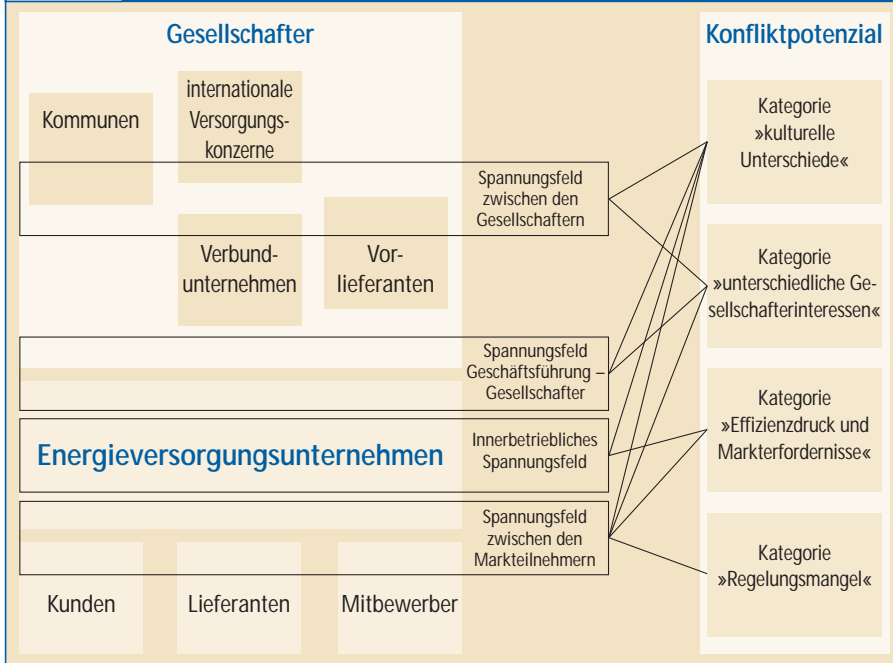 Gesellschafter
Konfliktpotenzial
Kommunen
internationale
Versorgungs-
konzerne
Kategorie
»kulturelle
Unterschiede«
Spannungsfeld
zwischen den
Gesellschaftern
Verbund-
unternehmen
Vor-
lieferanten
Kategorie
»unterschiedliche Ge-
sellschafterinteressen«
Spannungsfeld
Geschäftsführung –
Gesellschafter
Kategorie
»Effizienzdruck und
Markterfordnisse«
Energieversorgungsunternehmen
Innerbetriebliches
Spannungsfeld
Spannungsfeld
zwischen den
Markteilnehmern
Kategorie
»Regelungsmangel«
Kunden
Lieferanten
Mitbewerber